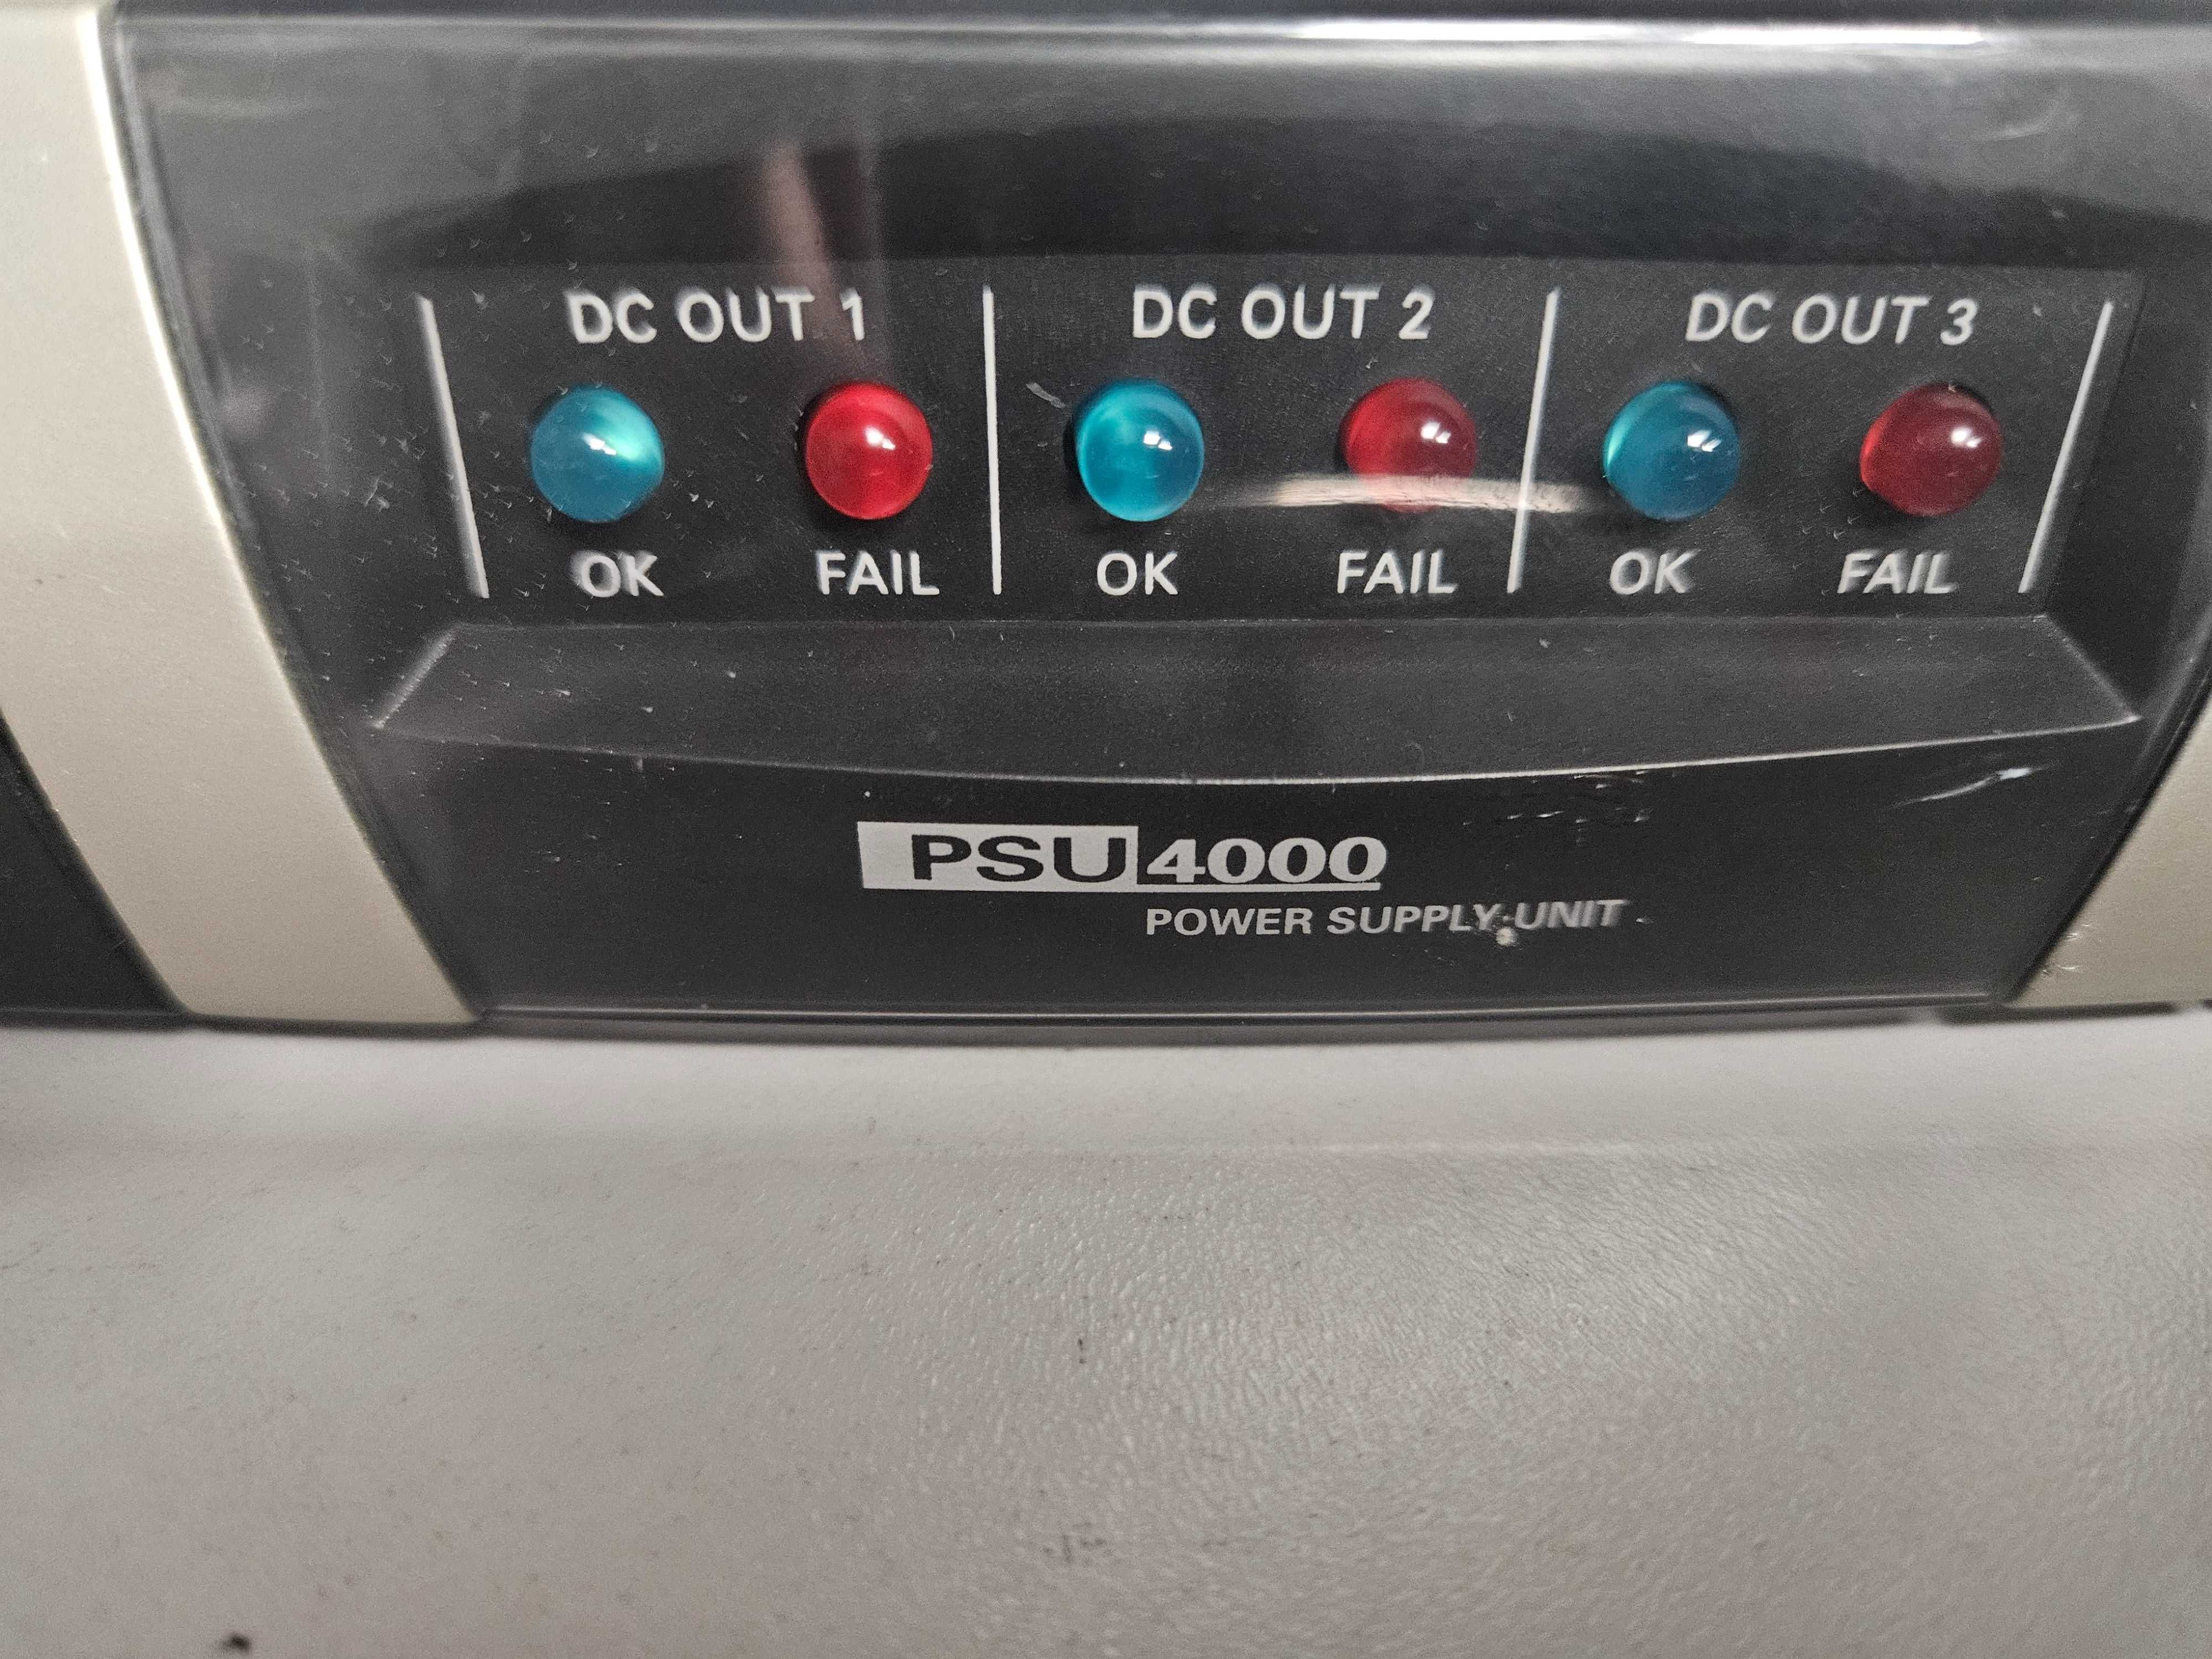 DC OUT 1 DC OUT 2 DC OUT 3
OK FAIL OK FAIL OK FAIL
PSU 4000
POWER SUPPLY UNIT